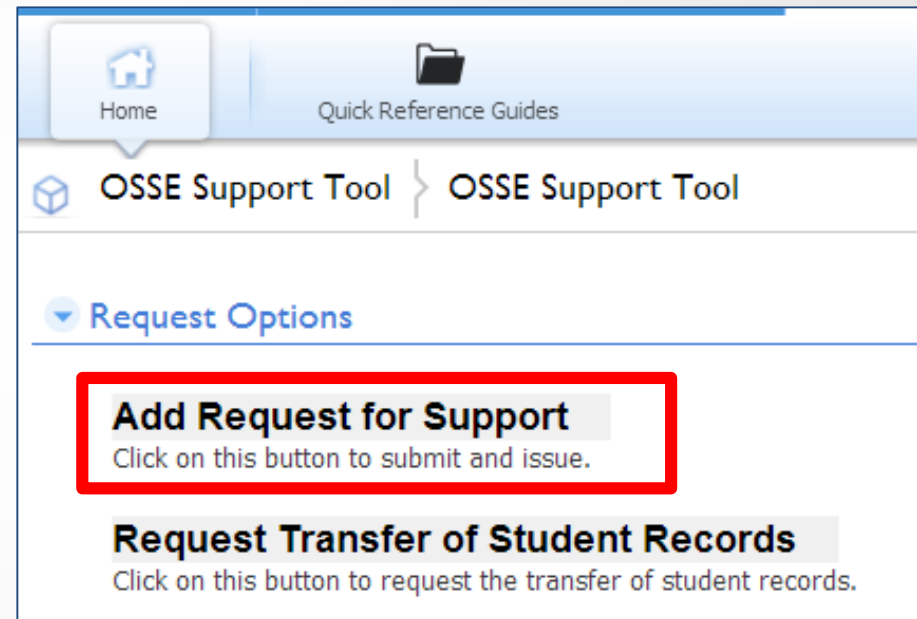 Home
Quick Reference Guides
OSSE Support Tool OSSE Support Tool
Request Options
Add Request for Support
Click on this button to submit and issue.
Request Transfer of Student Records
Click on this button to request the transfer of student records.